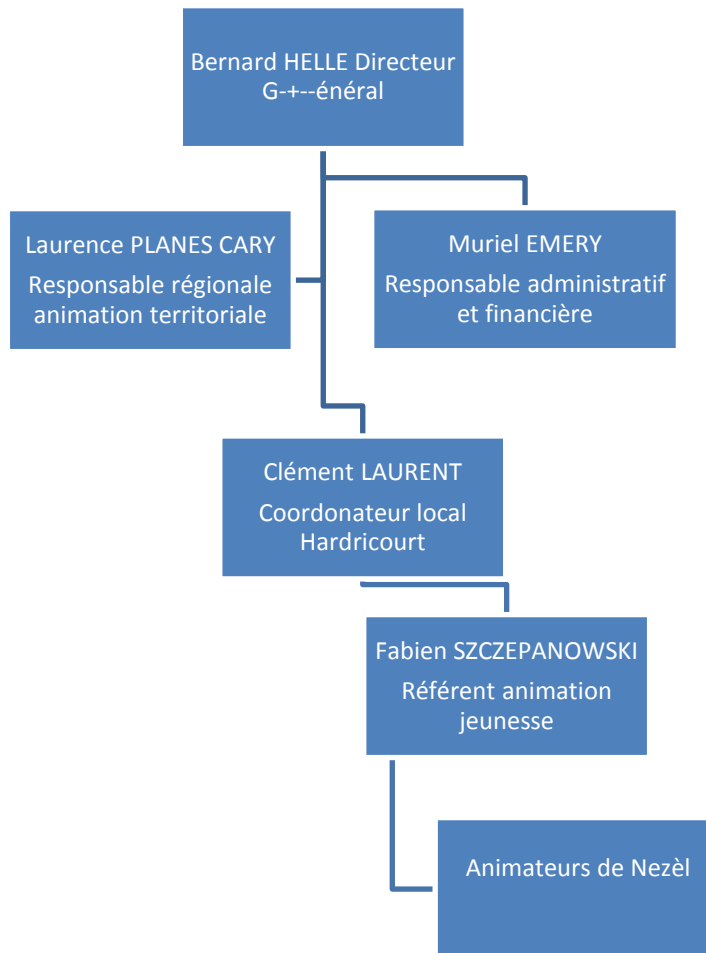 Bernard HELLE Directeur
G-+--énéral
Laurence PLANES CARY
Responsable régionale
animation territoriale
Muriel EMERY
Responsable administratif
et financière
Clément LAURENT
Coordonateur local
Hardricourt
Fabien SZCZEPANOWSKI
Référent animation
jeunesse
Animateurs de Nezèl